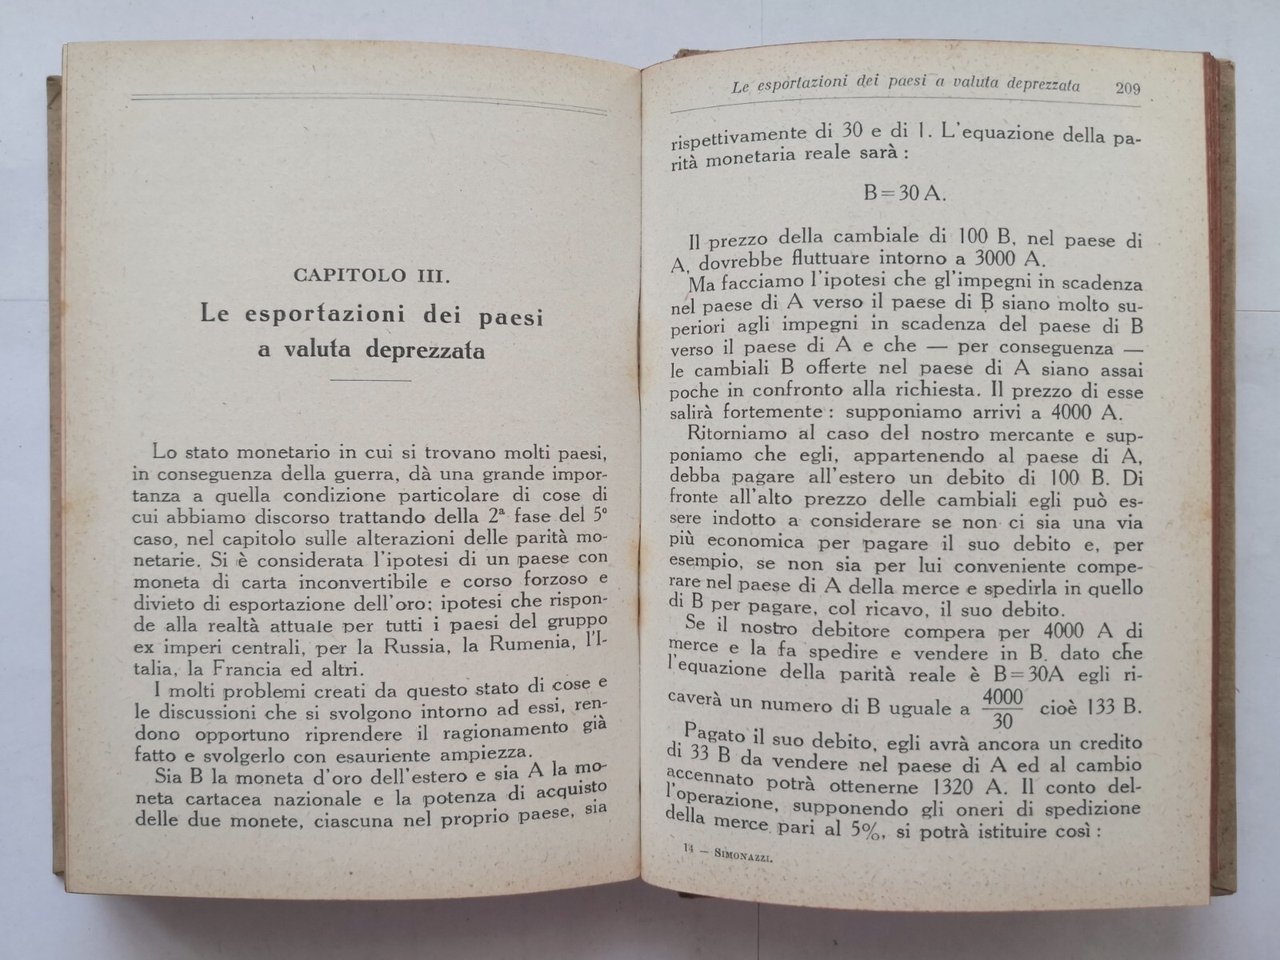 CAPITOLO III.
Le esportazioni dei paesi
a valuta deprezzata
Lo stato monetario in cui si trovano molti paesi,
in conseguenza della guerra, dà una grande impor-
tanza a quella condizione particolare di cose di
cui abbiamo discorso trattando della 2ª fase del 5º
caso, nel capitolo sulle alterazioni delle parità mo-
netarie. Si è considerata l'ipotesi di un paese con
moneta di carta inconvertibile e corso forzoso e
divieto di esportazione dell'oro; ipotesi che rispon-
de alla realtà attuale per tutti i paesi del gruppo
ex imperi centrali, per la Russia, la Rumenia, l'I-
talia, la Francia ed altri.
I molti problemi creati da questo stato di cose e
le discussioni che si svolgono intorno ad essi, ren-
dono opportuno riprendere il ragionamento già
fatto e svolgerlo con esauriente ampiezza.
Sia B la moneta d'oro dell'estero e sia A la mo-
neta cartacea nazionale e la potenza di acquisto
delle due monete, ciascuna nel proprio paese, sia
Le esportazioni dei paesi a valuta deprezzata 209
rispettivamente di 30 e di 1. L'equazione della pa-
rità monetaria reale sarà :
B = 30 A.
Il prezzo della cambiale di 100 B, nel paese di
A, dovrebbe fluttuare intorno a 3000 A.
Ma facciamo l'ipotesi che gl'impegni in scadenza
nel paese di A verso il paese di B siano molto su-
periori agli impegni in scadenza del paese di B
verso il paese di A e che — per conseguenza —
le cambiali B offerte nel paese di A siano assai
poche in confronto alla richiesta. Il prezzo di esse
salirà fortemente : supponiamo arrivi a 4000 A.
Ritorniamo al caso del nostro mercante e sup-
poniamo che egli, appartenendo al paese di A,
debba pagare all'estero un debito di 100 B. Di
fronte all'alto prezzo delle cambiali egli può es-
sere indotto a considerare se non ci sia una via
più economica per pagare il suo debito e, per
esempio, se non sia per lui conveniente compe-
rare nel paese di A della merce e spedirla in quello
di B per pagare, col ricavo, il suo debito.
Se il nostro debitore compera per 4000 A di
merce e la fa spedire e vendere in B, dato che
l'equazione della parità reale è B = 30A egli ri-
caverà un numero di B uguale a 4000/30 cioè 133 B.
Pagato il suo debito, egli avrà ancora un credito
di 33 B da vendere nel paese di A ed al cambio
accennato potrà ottenerne 1320 A. Il conto del-
l'operazione, supponendo gli oneri di spedizione
della merce pari al 5%, si potrà istituire così :
14 — SIMONAZZI.